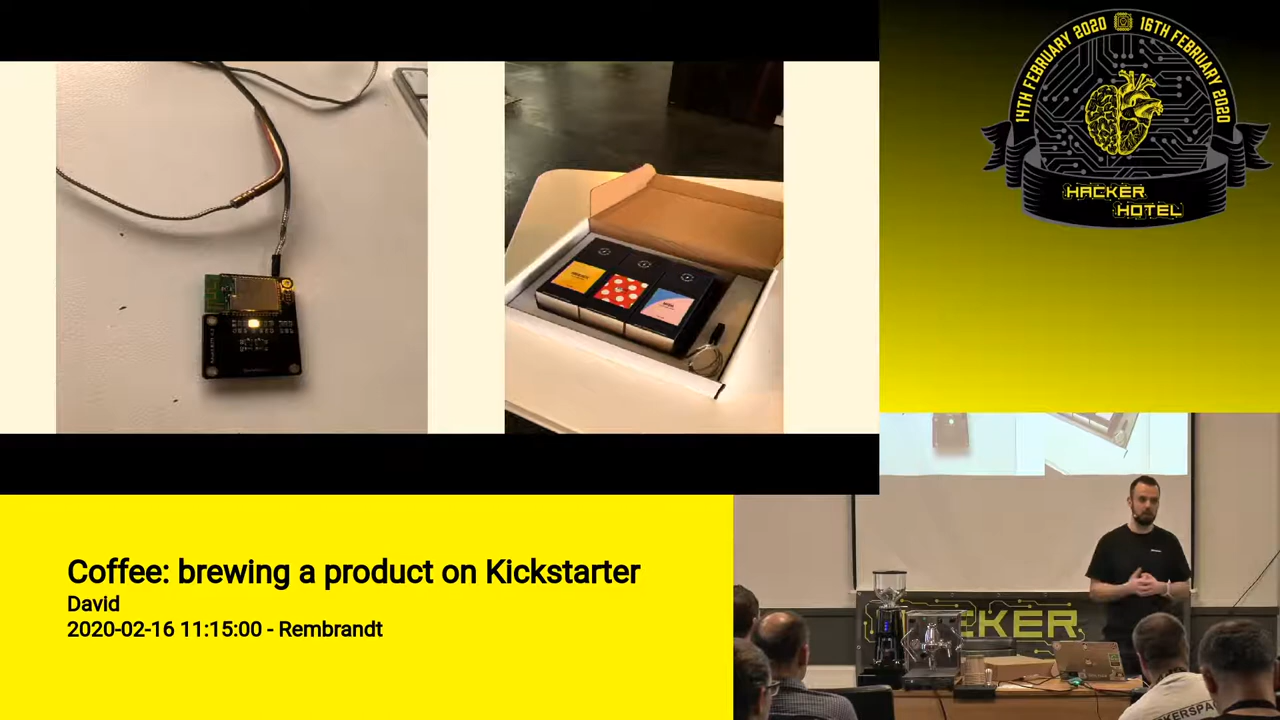 14TH FEBRUARY 2020
16TH FEBRUARY 2020
HACKER
HOTEL
Coffee: brewing a product on Kickstarter
David
2020-02-16 11:15:00 - Rembrandt